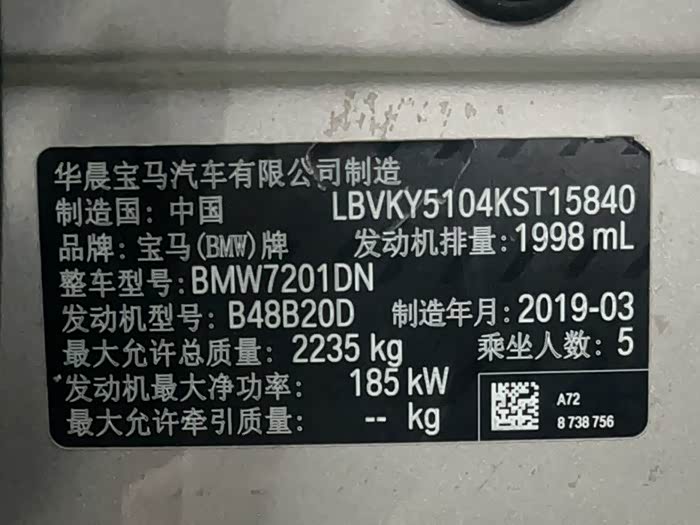 华晨宝马汽车有限公司制造
制造国: 中国 LBVKY5104KST15840
品牌: 宝马(BMW)牌 发动机排量: 1998 mL
整车型号: BMW7201DN
发动机型号: B48B20D 制造年月: 2019-03
最大允许总质量: 2235 kg 乘坐人数: 5
发动机最大净功率: 185 kW
最大允许牵引质量: -- kg
A72
8 738 756